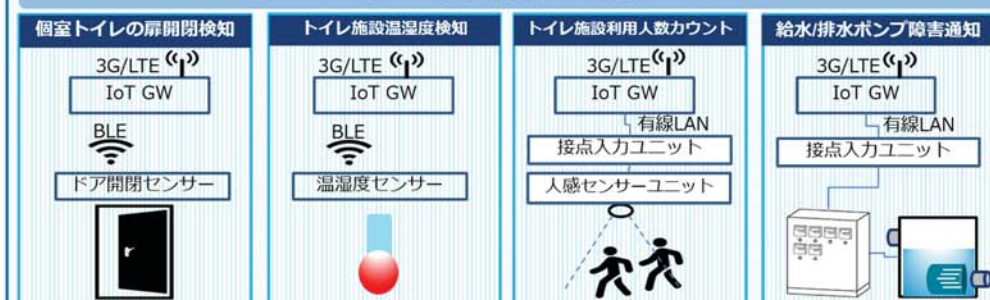 個室トイレの扉開閉検知
3G/LTE
IoT GW
BLE
ドア開閉センサー
トイレ施設温湿度検知
3G/LTE
IoT GW
BLE
温湿度センサー
トイレ施設利用人数カウント
3G/LTE
IoT GW
有線LAN
接点入力ユニット
人感センサーユニット
給水/排水ポンプ障害通知
3G/LTE
IoT GW
有線LAN
接点入力ユニット